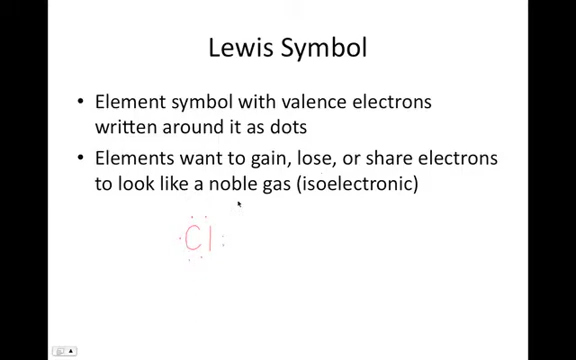 Lewis Symbol
• Element symbol with valence electrons
written around it as dots
• Elements want to gain, lose, or share electrons
to look like a noble gas (isoelectronic)
Cl